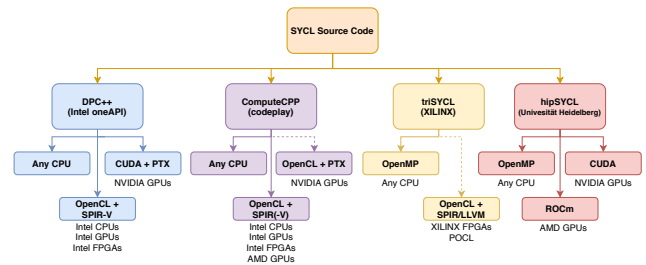 SYCL Source Code
DPC++
(Intel oneAPI)
ComputeCPP
(codeplay)
triSYCL
(XILINX)
hipSYCL
(Univesität Heidelberg)
Any CPU
CUDA + PTX
NVIDIA GPUs
Any CPU
OpenCL + PTX
NVIDIA GPUs
OpenMP
Any CPU
OpenMP
Any CPU
CUDA
NVIDIA GPUs
OpenCL +
SPIR-V
Intel CPUs
Intel GPUs
Intel FPGAs
OpenCL +
SPIR(-V)
Intel CPUs
Intel GPUs
Intel FPGAs
AMD GPUs
OpenCL +
SPIR/LLVM
XILINX FPGAs
POCL
ROCm
AMD GPUs